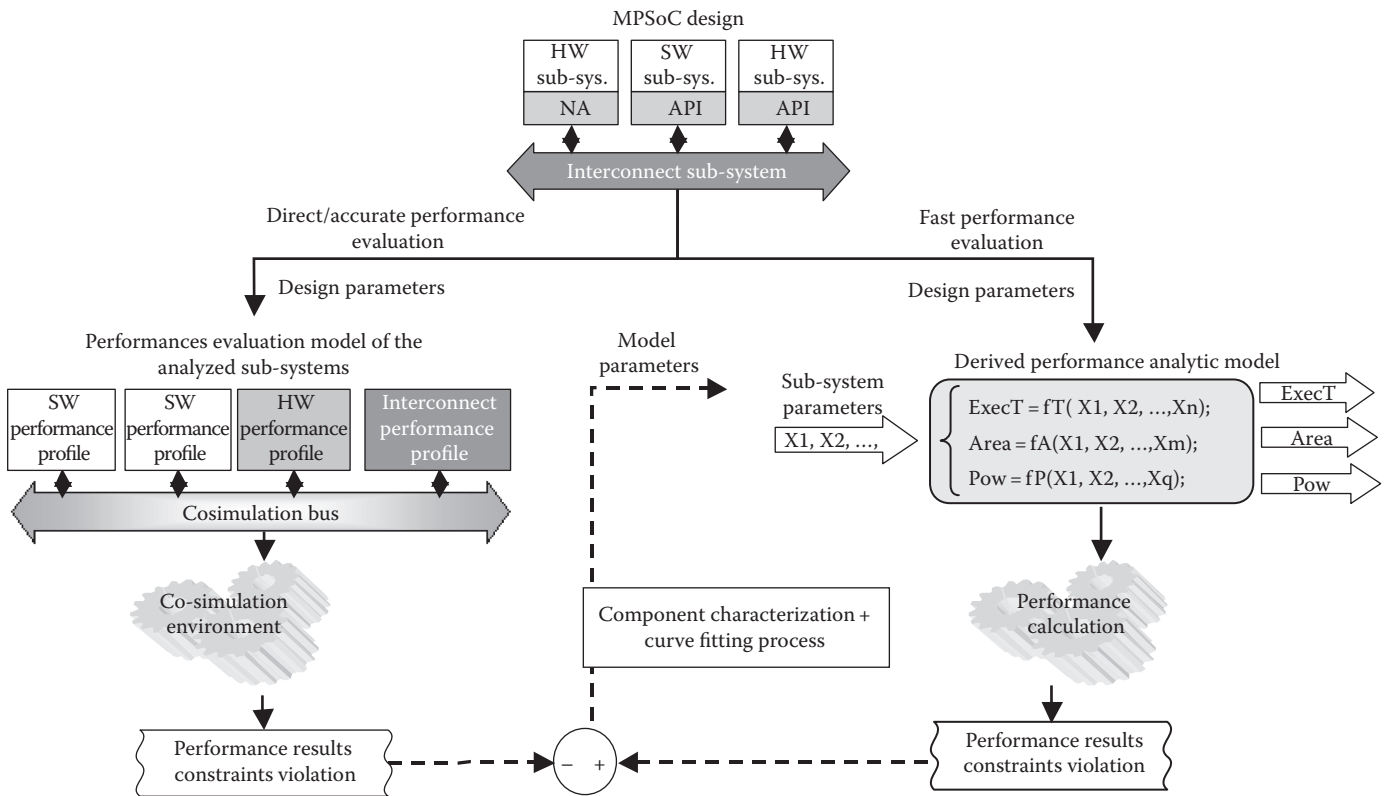 MPSoC design
HW
sub-sys.
NA
SW
sub-sys.
API
HW
sub-sys.
API
Interconnect sub-system
Direct/accurate performance
evaluation
Fast performance
evaluation
Design parameters
Design parameters
Performances evaluation model of the
analyzed sub-systems
SW
performance
profile
SW
performance
profile
HW
performance
profile
Interconnect
performance
profile
Cosimulation bus
Co-simulation
environment
Performance results
constraints violation
Model
parameters
Component characterization +
curve fitting process
− +
Sub-system
parameters
X1, X2, ...,
Derived performance analytic model
ExecT = fT( X1, X2, ...,Xn);
Area = fA(X1, X2, ...,Xm);
Pow = fP(X1, X2, ...,Xq);
ExecT
Area
Pow
Performance
calculation
Performance results
constraints violation